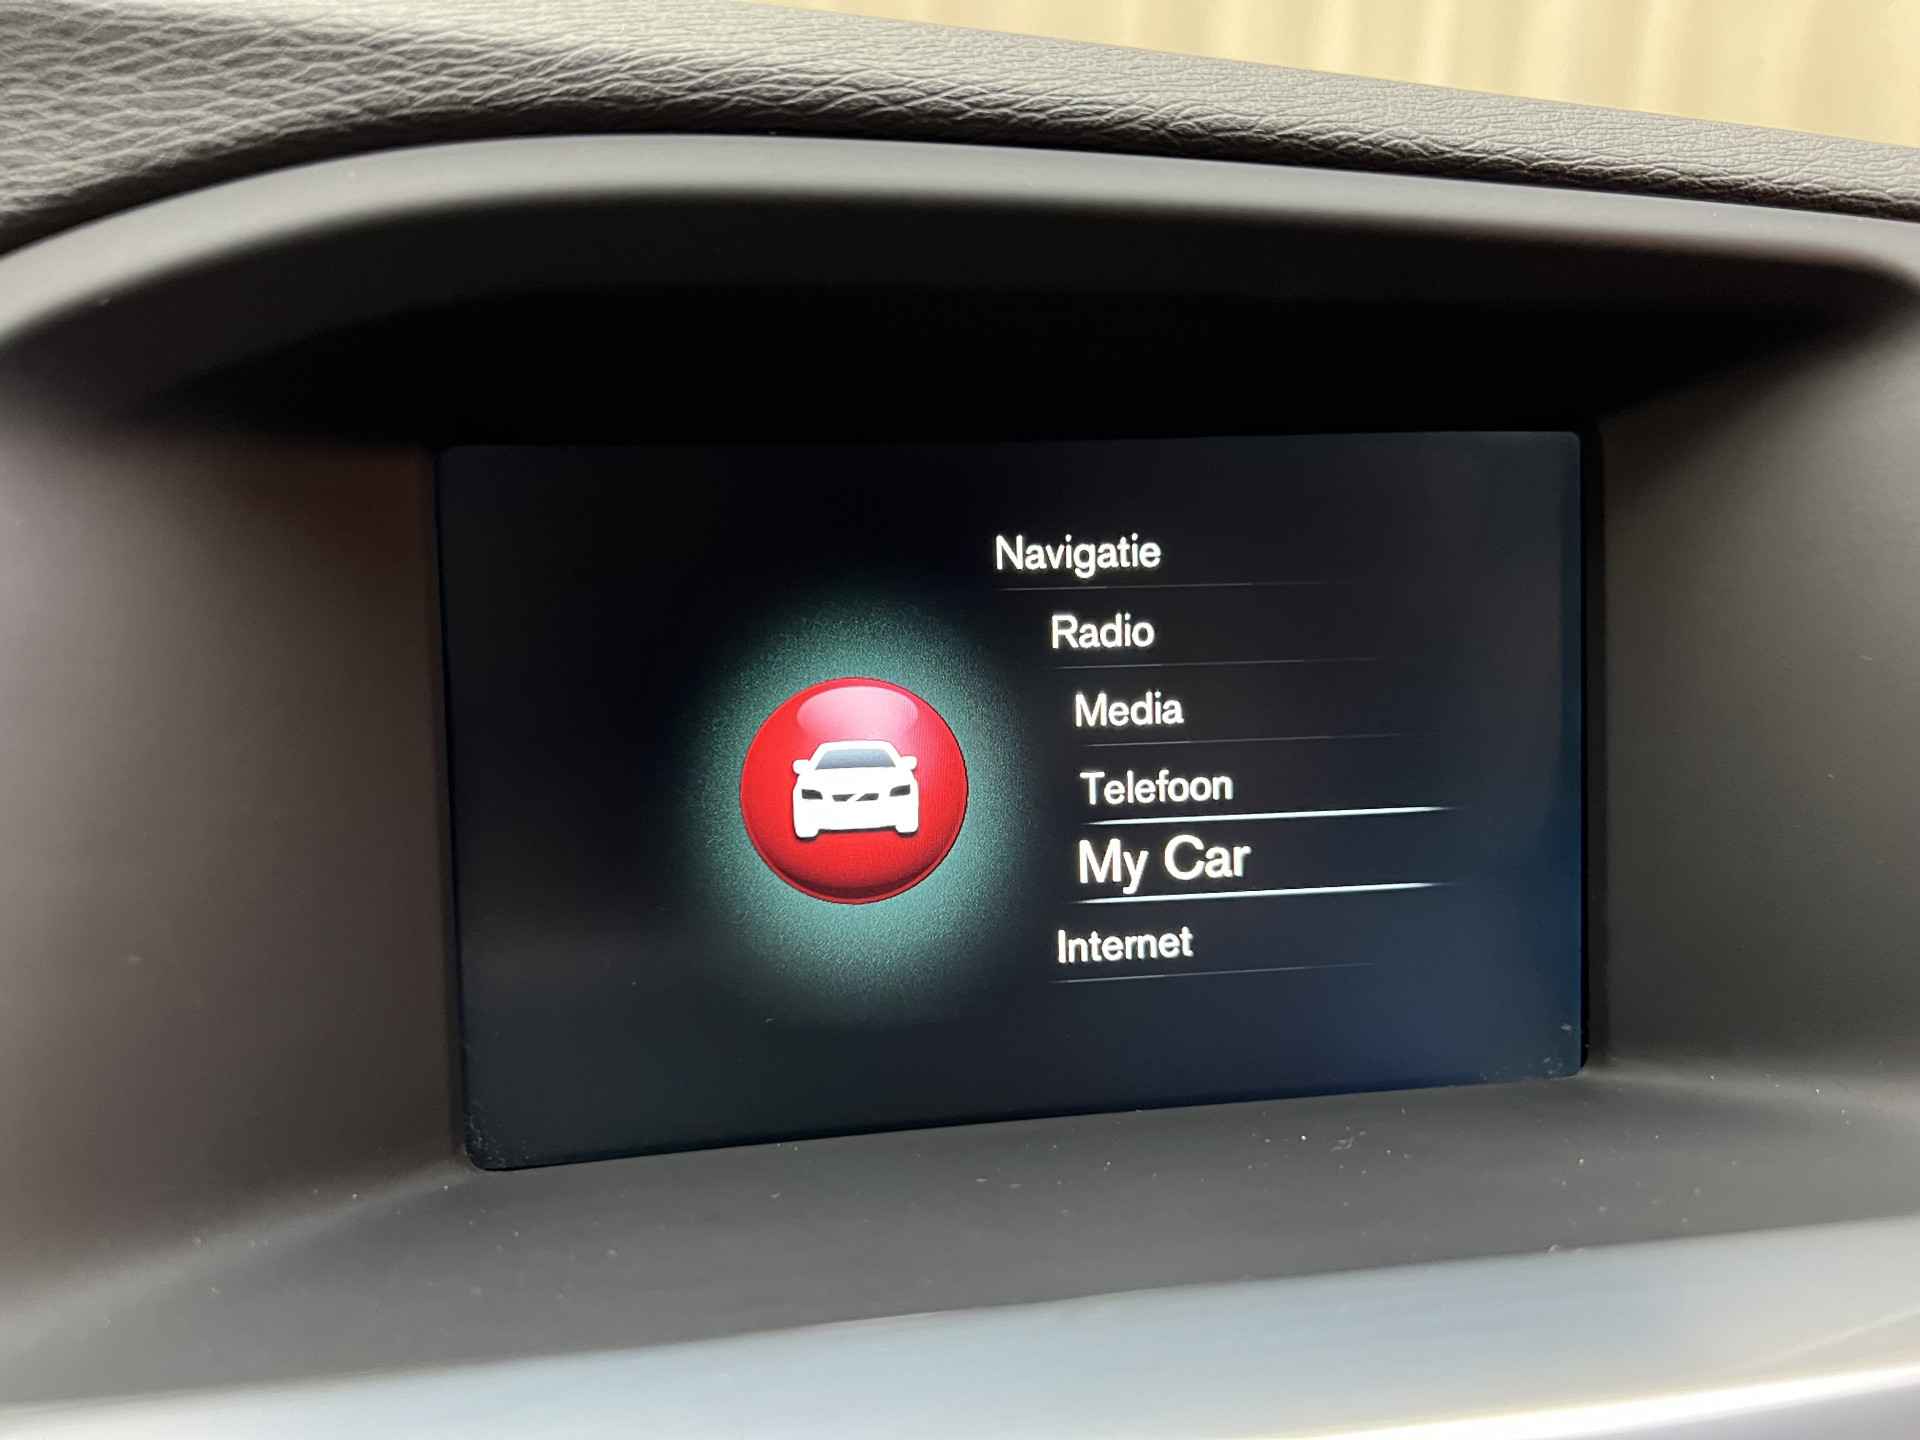 Navigatie
Radio
Media
Telefoon
My Car
Internet